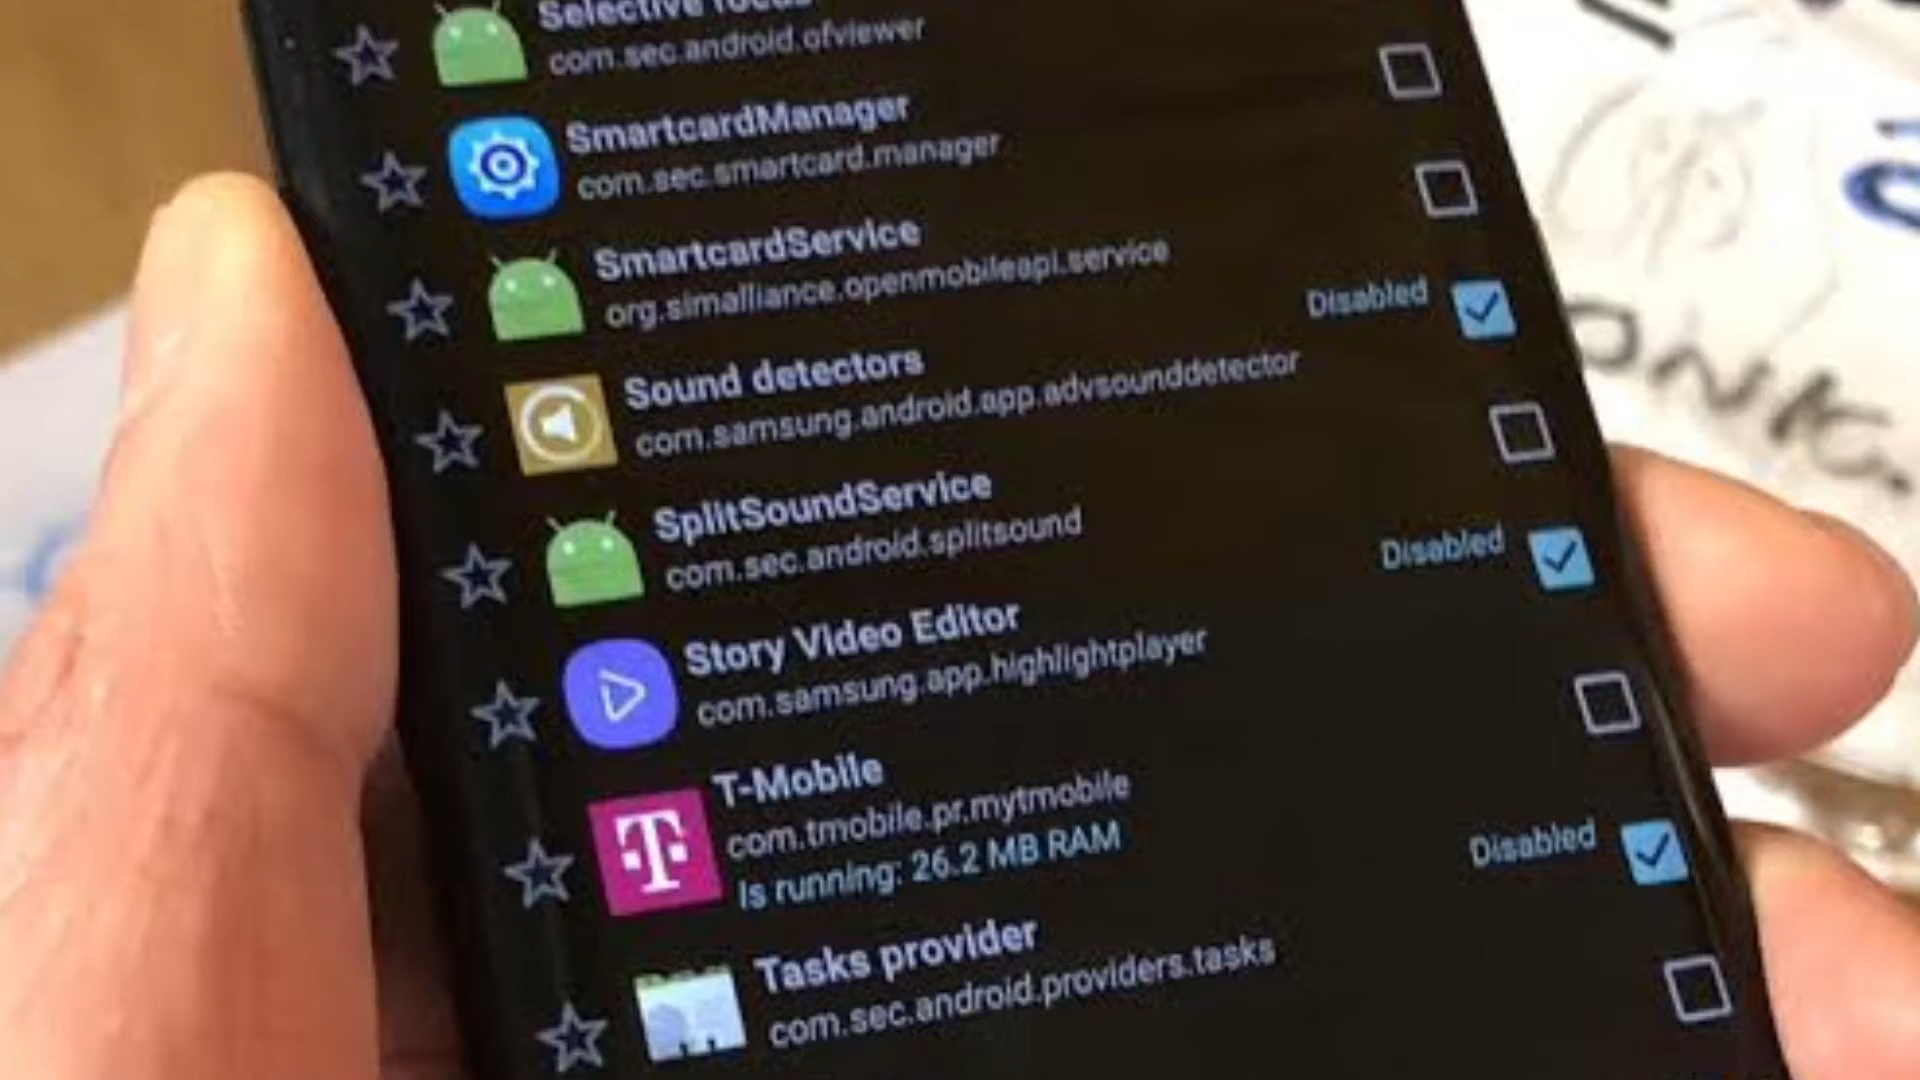 Selective focus
com.sec.android.ofviewer
SmartcardManager
com.sec.smartcard.manager
SmartcardService
org.simalliance.openmobileapi.service
Disabled
Sound detectors
com.samsung.android.app.advsounddetector
SplitSoundService
com.sec.android.splitsound
Disabled
Story Video Editor
com.samsung.app.highlightplayer
T-Mobile
com.tmobile.pr.mytmobile
Is running: 26.2 MB RAM
Disabled
Tasks provider
com.sec.android.providers.tasks